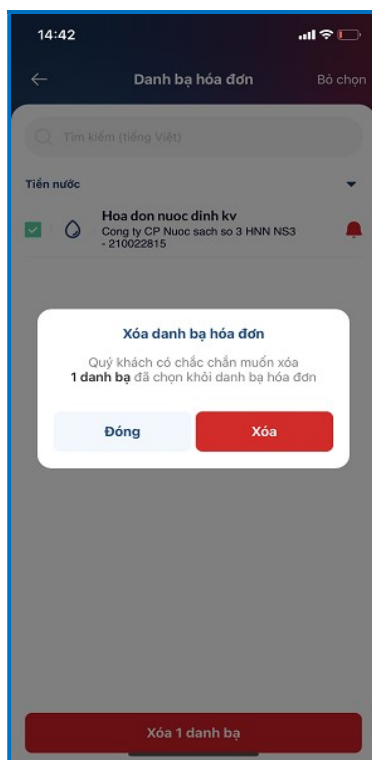 14:42
Danh bạ hóa đơn
Bỏ chọn
Tìm kiếm (tiếng Việt)
Tiền nước
Hoa don nuoc dinh kv
Cong ty CP Nuoc sach so 3 HNN NS3
- 210022815
Xóa danh bạ hóa đơn
Quý khách có chắc chắn muốn xóa
1 danh bạ đã chọn khỏi danh bạ hóa đơn
Đóng
Xóa
Xóa 1 danh bạ